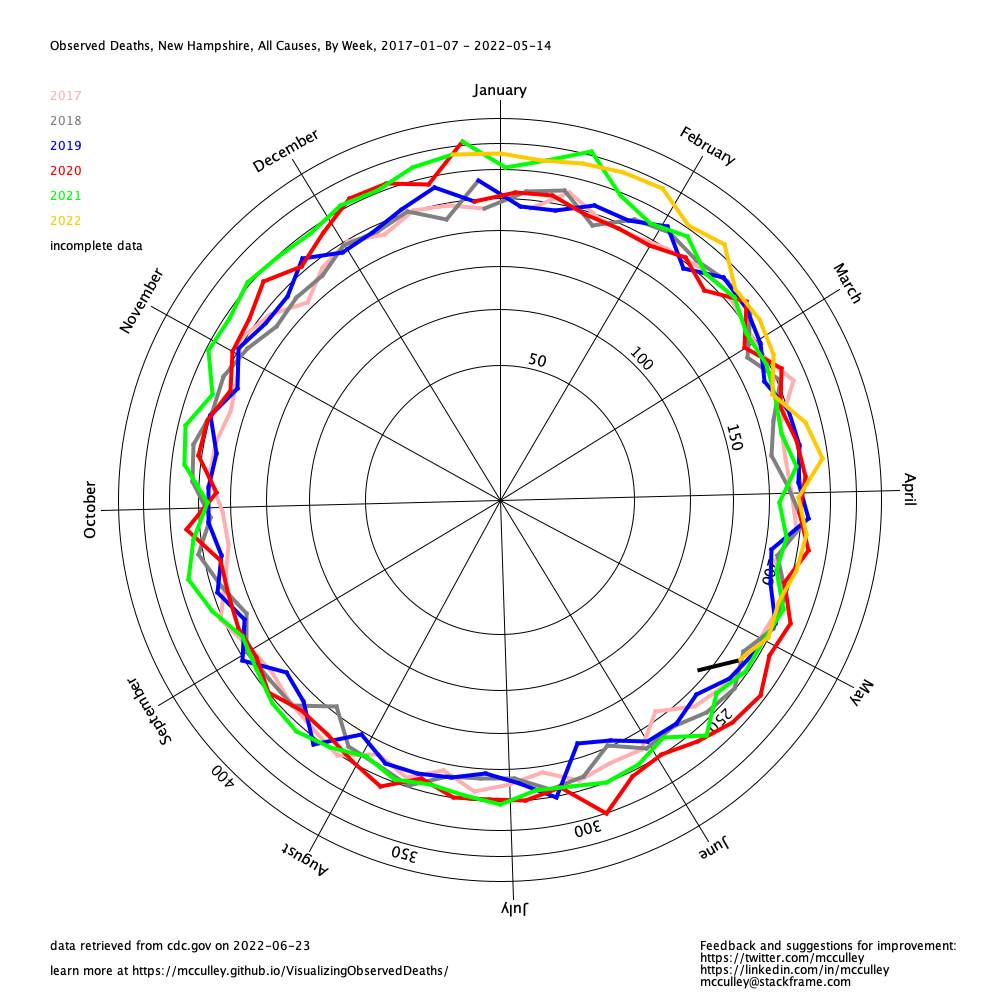 Observed Deaths, New Hampshire, All Causes, By Week, 2017-01-07 - 2022-05-14
2017
2018
2019
2020
2021
2022
incomplete data
January
February
March
April
May
June
July
August
September
October
November
December
50
100
150
200
250
300
350
400
data retrieved from cdc.gov on 2022-06-23
learn more at https://mcculley.github.io/VisualizingObservedDeaths/
Feedback and suggestions for improvement:
https://twitter.com/mcculley
https://linkedin.com/in/mcculley
mcculley@stackframe.com